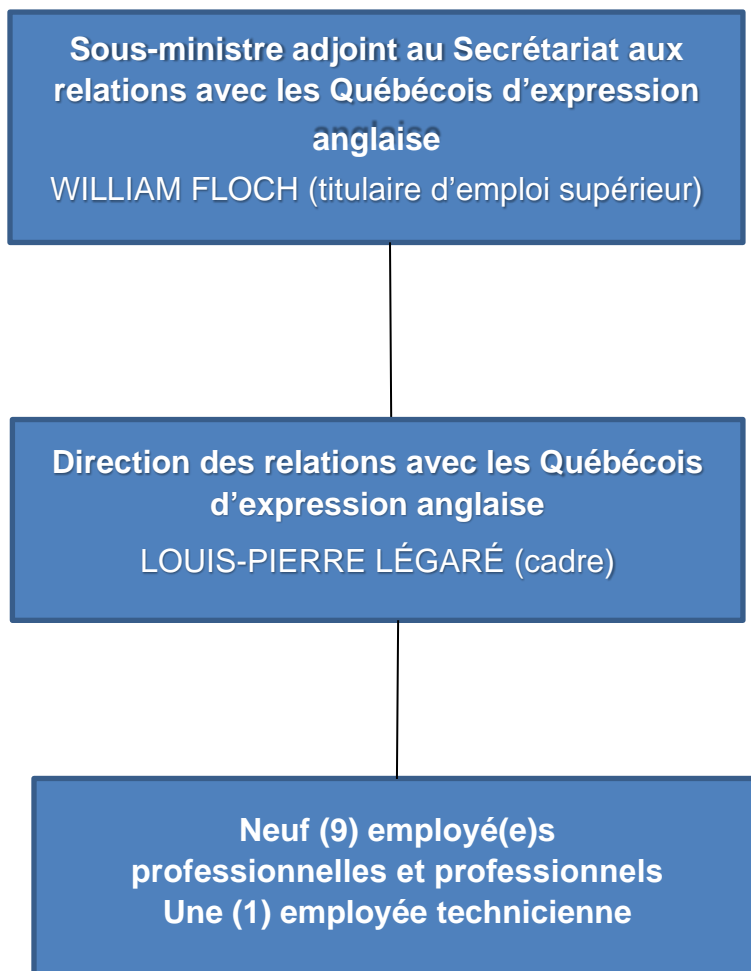 Sous-ministre adjoint au Secrétariat aux
relations avec les Québécois d’expression
anglaise
WILLIAM FLOCH (titulaire d’emploi supérieur)
Direction des relations avec les Québécois
d’expression anglaise
LOUIS-PIERRE LÉGARÉ (cadre)
Neuf (9) employé(e)s
professionnelles et professionnels
Une (1) employée technicienne